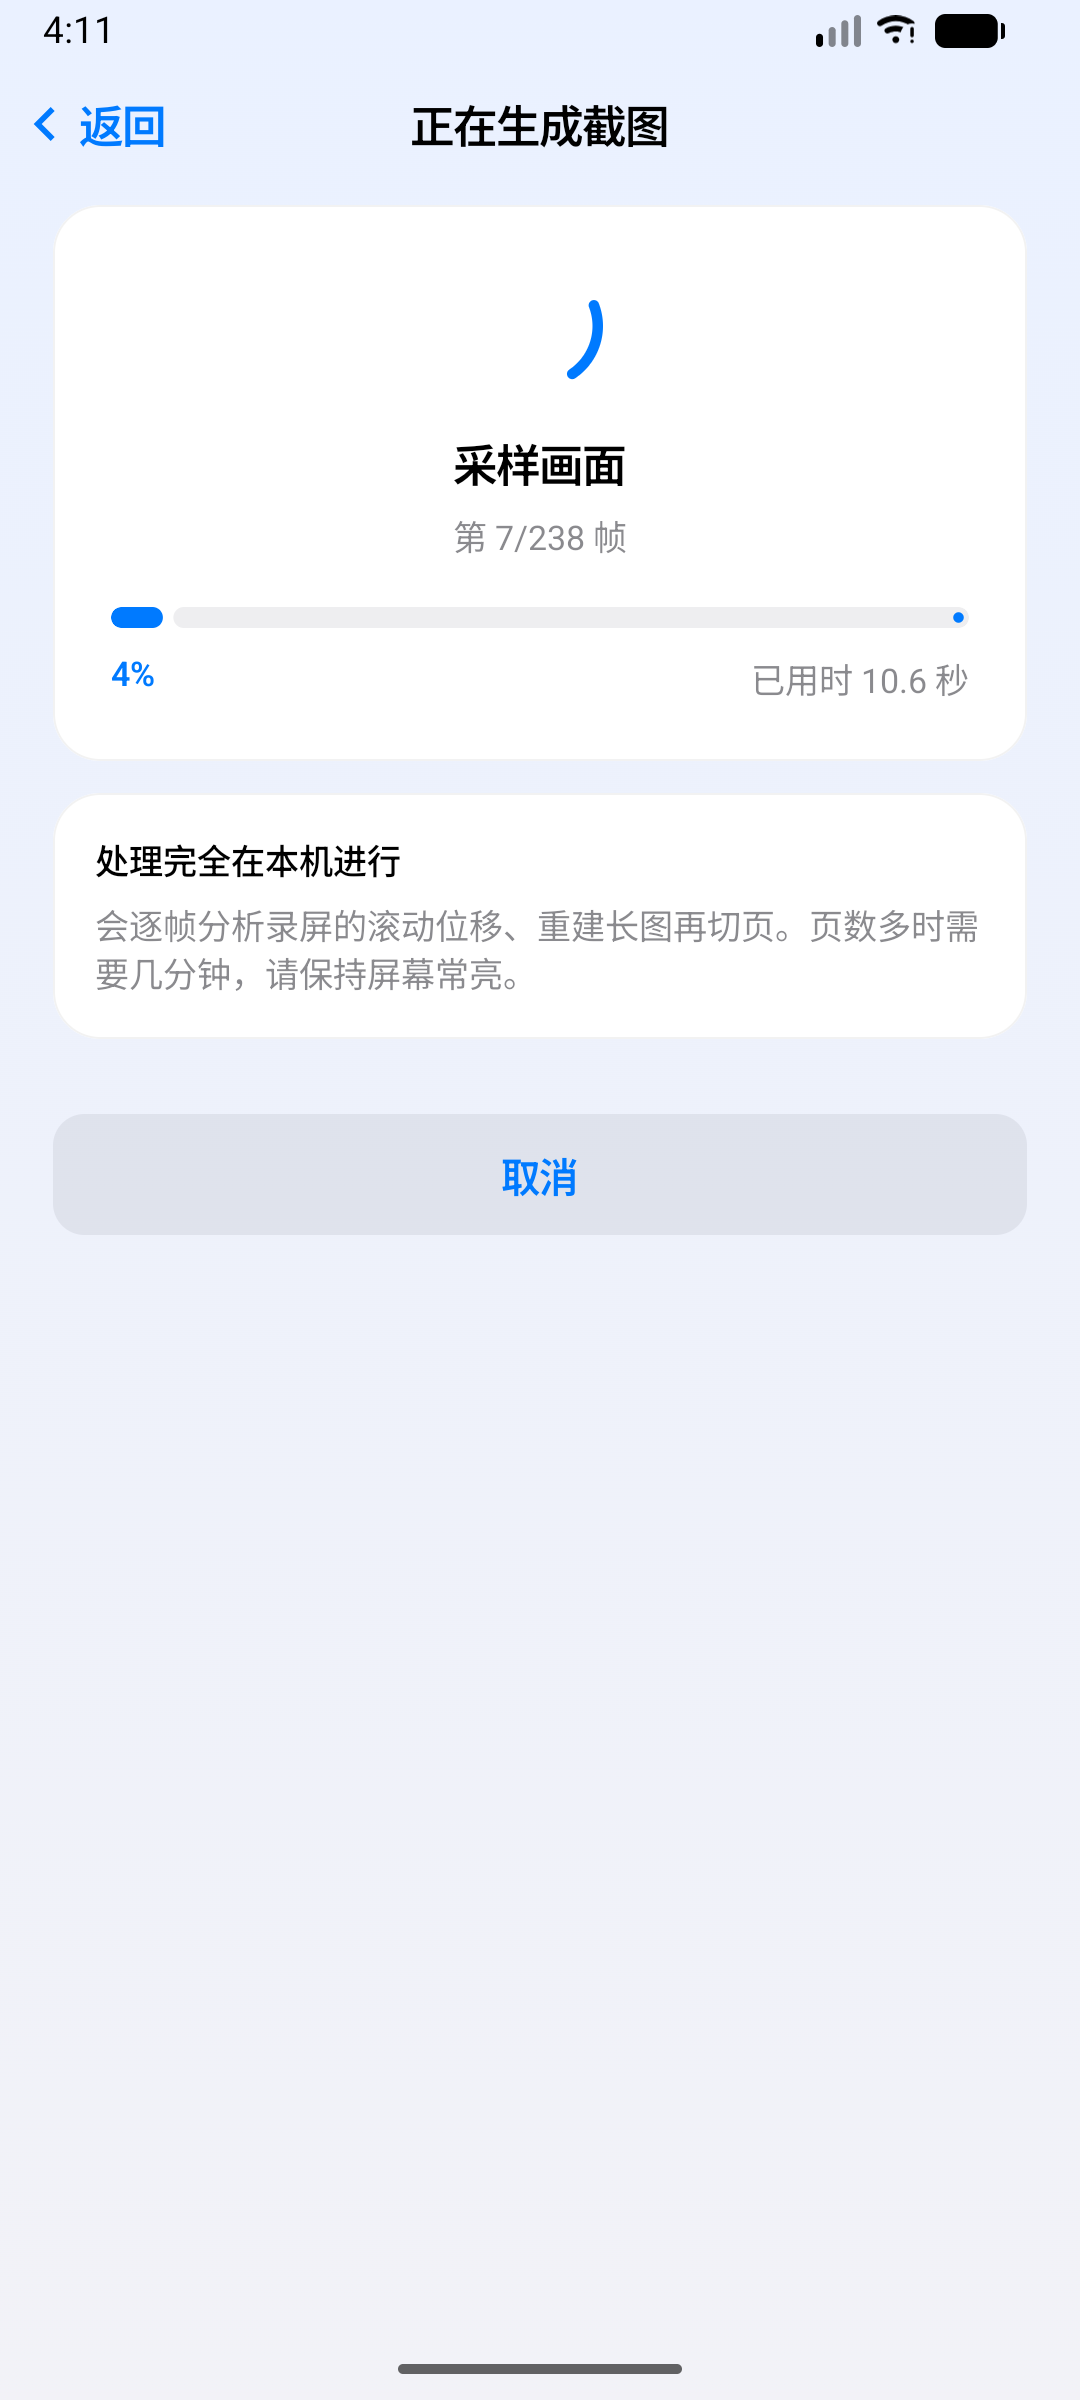 4:11
返回
正在生成截图
采样画面
第 7/238 帧
4%
已用时 10.6 秒
处理完全在本机进行
会逐帧分析录屏的滚动位移、重建长图再切页。页数多时需
要几分钟，请保持屏幕常亮。
取消